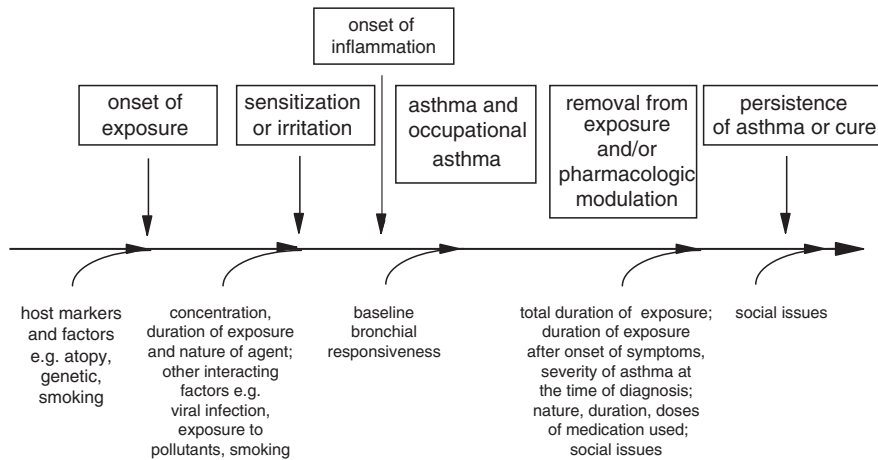 onset of
inflammation
onset of
exposure
sensitization
or irritation
asthma and
occupational
asthma
removal from
exposure
and/or
pharmacologic
modulation
persistence
of asthma or cure
host markers
and factors
e.g. atopy,
genetic,
smoking
concentration,
duration of exposure
and nature of agent;
other interacting
factors e.g.
viral infection,
exposure to
pollutants, smoking
baseline
bronchial
responsiveness
total duration of exposure;
duration of exposure
after onset of symptoms,
severity of asthma at
the time of diagnosis;
nature, duration, doses
of medication used;
social issues
social issues